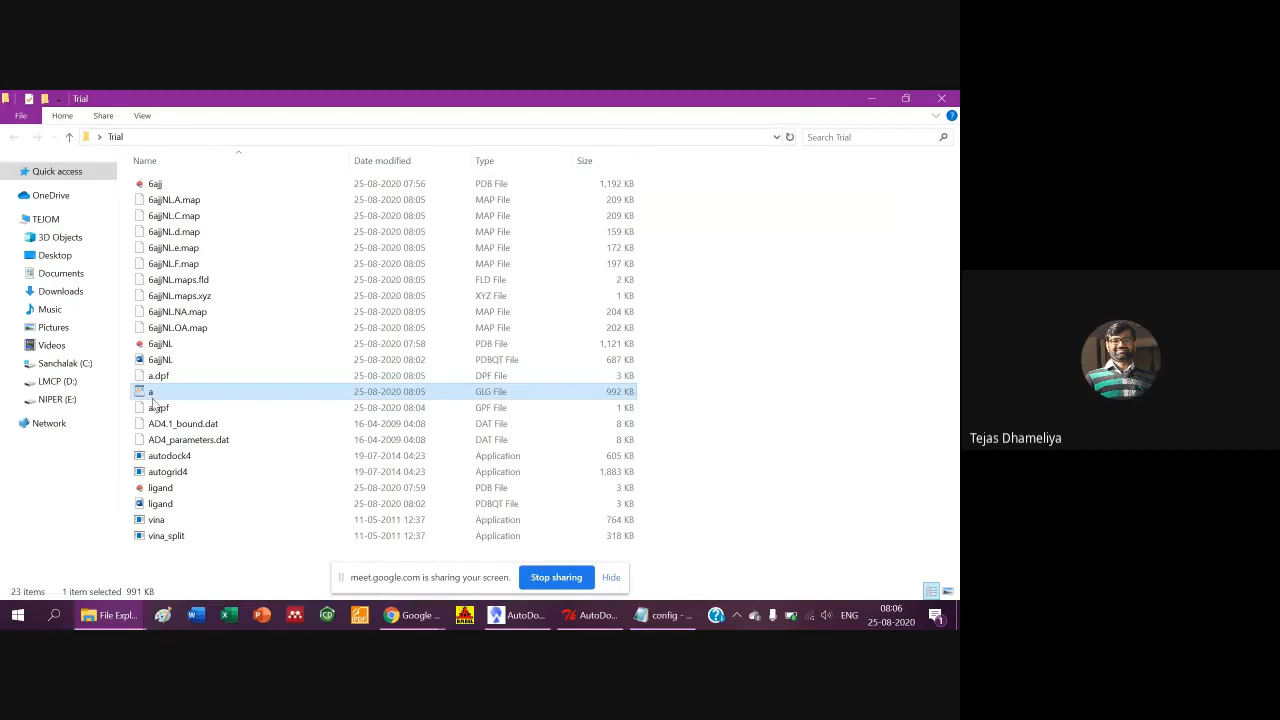 Trial
File Home Share View
Trial Search Trial
Name Date modified Type Size
Quick access
OneDrive
TEJOM
3D Objects
Desktop
Documents
Downloads
Music
Pictures
Videos
Sanchalak (C:)
LMCP (D:)
NIPER (E:)
Network
6ajj 25-08-2020 07:56 PDB File 1,192 KB
6ajjNL.A.map 25-08-2020 08:05 MAP File 209 KB
6ajjNL.C.map 25-08-2020 08:05 MAP File 209 KB
6ajjNL.d.map 25-08-2020 08:05 MAP File 159 KB
6ajjNL.e.map 25-08-2020 08:05 MAP File 172 KB
6ajjNL.F.map 25-08-2020 08:05 MAP File 197 KB
6ajjNL.maps.fld 25-08-2020 08:05 FLD File 2 KB
6ajjNL.maps.xyz 25-08-2020 08:05 XYZ File 1 KB
6ajjNL.NA.map 25-08-2020 08:05 MAP File 204 KB
6ajjNL.OA.map 25-08-2020 08:05 MAP File 202 KB
6ajjNL 25-08-2020 07:58 PDB File 1,121 KB
6ajjNL 25-08-2020 08:02 PDBQT File 687 KB
a.dpf 25-08-2020 08:05 DPF File 3 KB
a 25-08-2020 08:05 GLG File 992 KB
a.gpf 25-08-2020 08:04 GPF File 1 KB
AD4.1_bound.dat 16-04-2009 04:08 DAT File 8 KB
AD4_parameters.dat 16-04-2009 04:08 DAT File 8 KB
autodock4 19-07-2014 04:23 Application 605 KB
autogrid4 19-07-2014 04:23 Application 1,883 KB
ligand 25-08-2020 07:59 PDB File 3 KB
ligand 25-08-2020 08:02 PDBQT File 3 KB
vina 11-05-2011 12:37 Application 764 KB
vina_split 11-05-2011 12:37 Application 318 KB
meet.google.com is sharing your screen. Stop sharing Hide
23 items 1 item selected 991 KB
File Expl... Google ... BABEL AutoDo... AutoDo... config - ... ENG 08:06
25-08-2020
Tejas Dhameliya